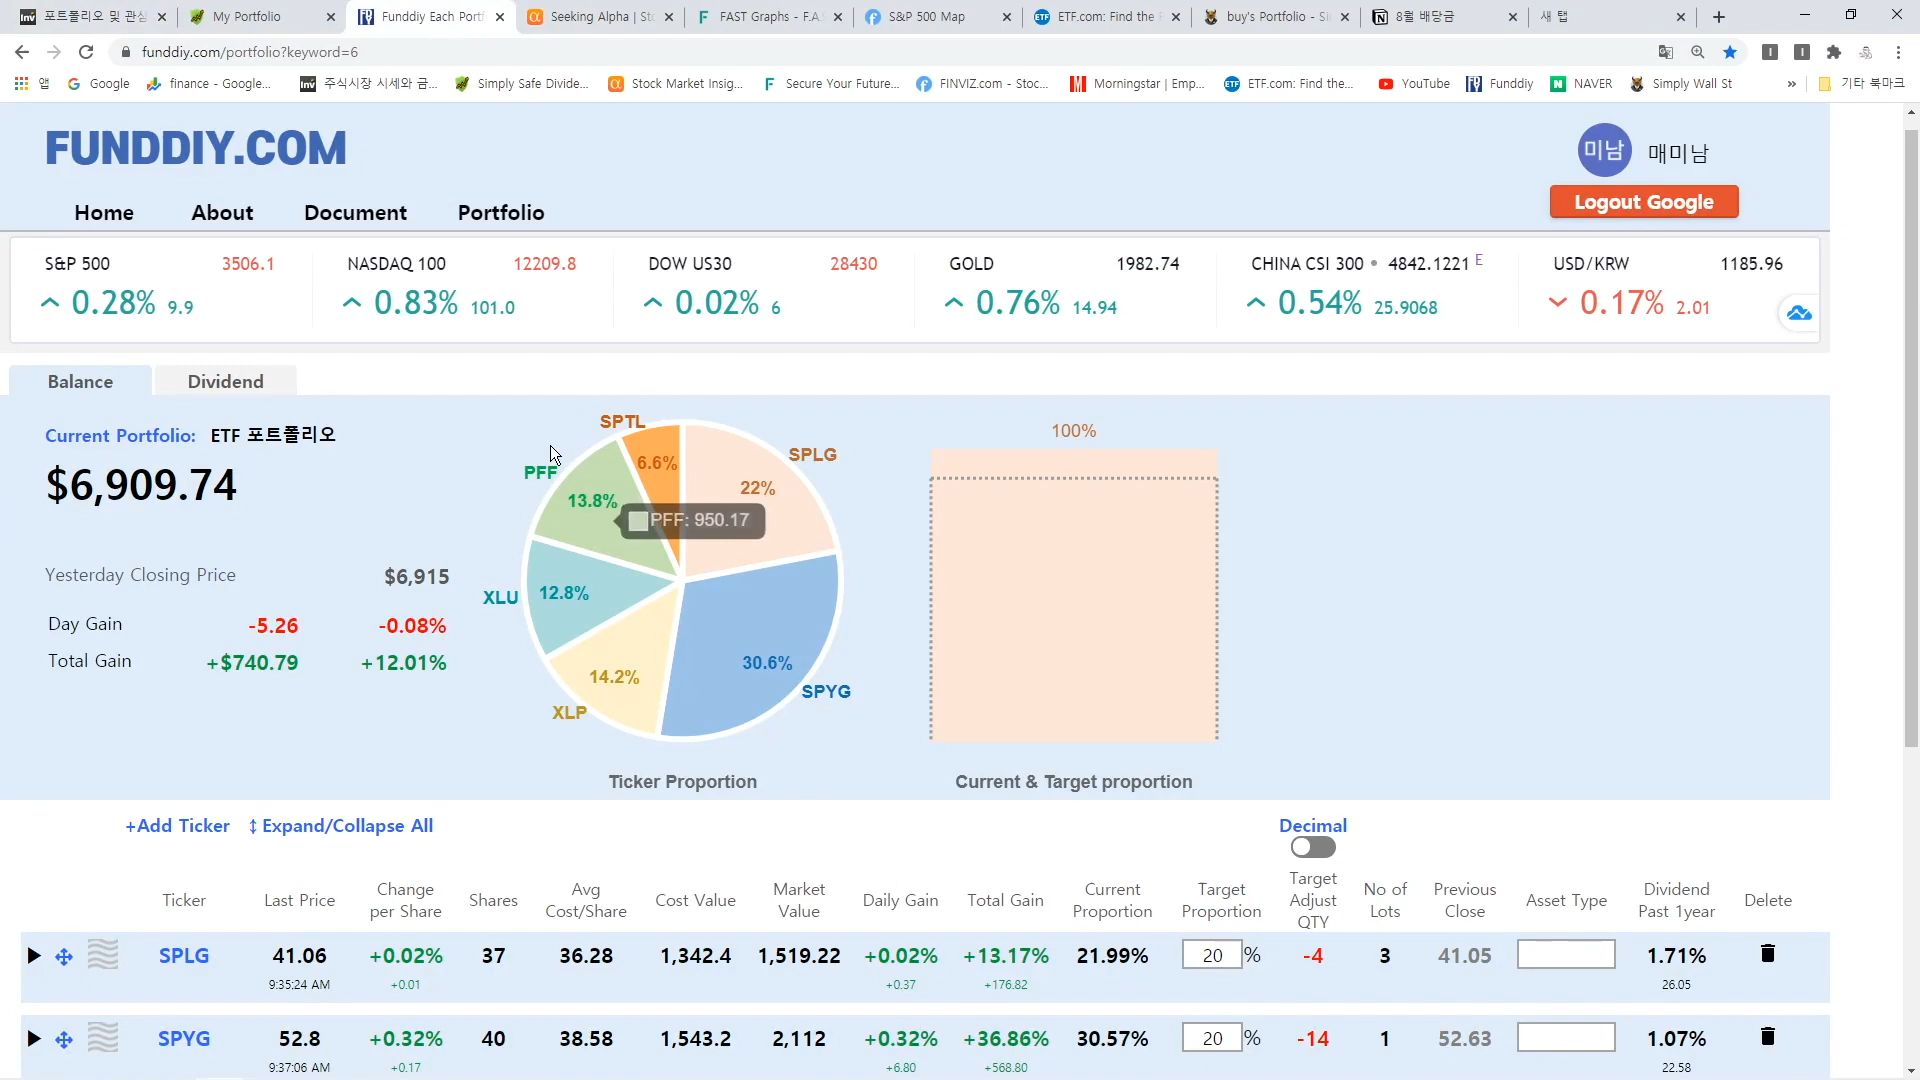 포트폴리오 및 관심
My Portfolio
Funddiy Each Portf
Seeking Alpha | Sto
FAST Graphs - F.A.S
S&P 500 Map
ETF.com: Find the R
buy's Portfolio - Si
8월 배당금
새 탭
funddiy.com/portfolio?keyword=6
앱
Google
finance - Google...
주식시장 시세와 금...
Simply Safe Divide...
Stock Market Insig...
Secure Your Future...
FINVIZ.com - Stoc...
Morningstar | Emp...
ETF.com: Find the...
YouTube
Funddiy
NAVER
Simply Wall St
»
기타 북마크
FUNDDIY.COM
미남 매미남
Logout Google
Home About Document Portfolio
S&P 500 3506.1
0.28% 9.9
NASDAQ 100 12209.8
0.83% 101.0
DOW US30 28430
0.02% 6
GOLD 1982.74
0.76% 14.94
CHINA CSI 300 • 4842.1221 E
0.54% 25.9068
USD/KRW 1185.96
0.17% 2.01
Balance Dividend
Current Portfolio: ETF 포트폴리오
$6,909.74
Yesterday Closing Price $6,915
Day Gain -5.26 -0.08%
Total Gain +$740.79 +12.01%
SPTL
6.6%
SPLG
22%
PFF
13.8%
PFF: 950.17
XLU
12.8%
30.6%
SPYG
14.2%
XLP
Ticker Proportion
100%
Current & Target proportion
+Add Ticker ↕ Expand/Collapse All
Decimal
Ticker
Last Price
Change
per Share
Shares
Avg
Cost/Share
Cost Value
Market
Value
Daily Gain
Total Gain
Current
Proportion
Target
Proportion
Target
Adjust
QTY
No of
Lots
Previous
Close
Asset Type
Dividend
Past 1year
Delete
SPLG 41.06 +0.02% 37 36.28 1,342.4 1,519.22 +0.02% +13.17% 21.99% 20 % -4 3 41.05 1.71%
9:35:24 AM +0.01 +0.37 +176.82 26.05
SPYG 52.8 +0.32% 40 38.58 1,543.2 2,112 +0.32% +36.86% 30.57% 20 % -14 1 52.63 1.07%
9:37:06 AM +0.17 +6.80 +568.80 22.58